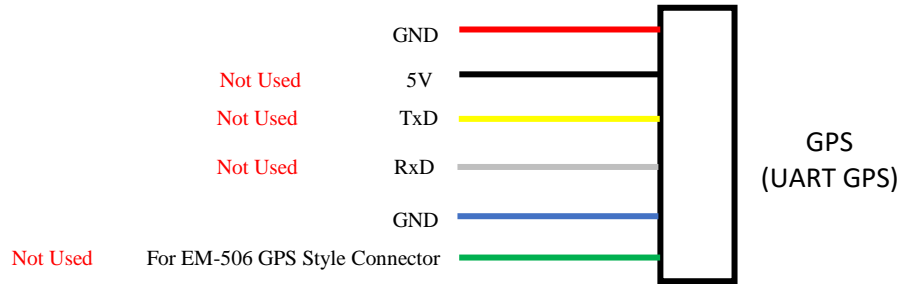 GND
Not Used 5V
Not Used TxD
Not Used RxD
GND
Not Used For EM-506 GPS Style Connector
GPS
(UART GPS)